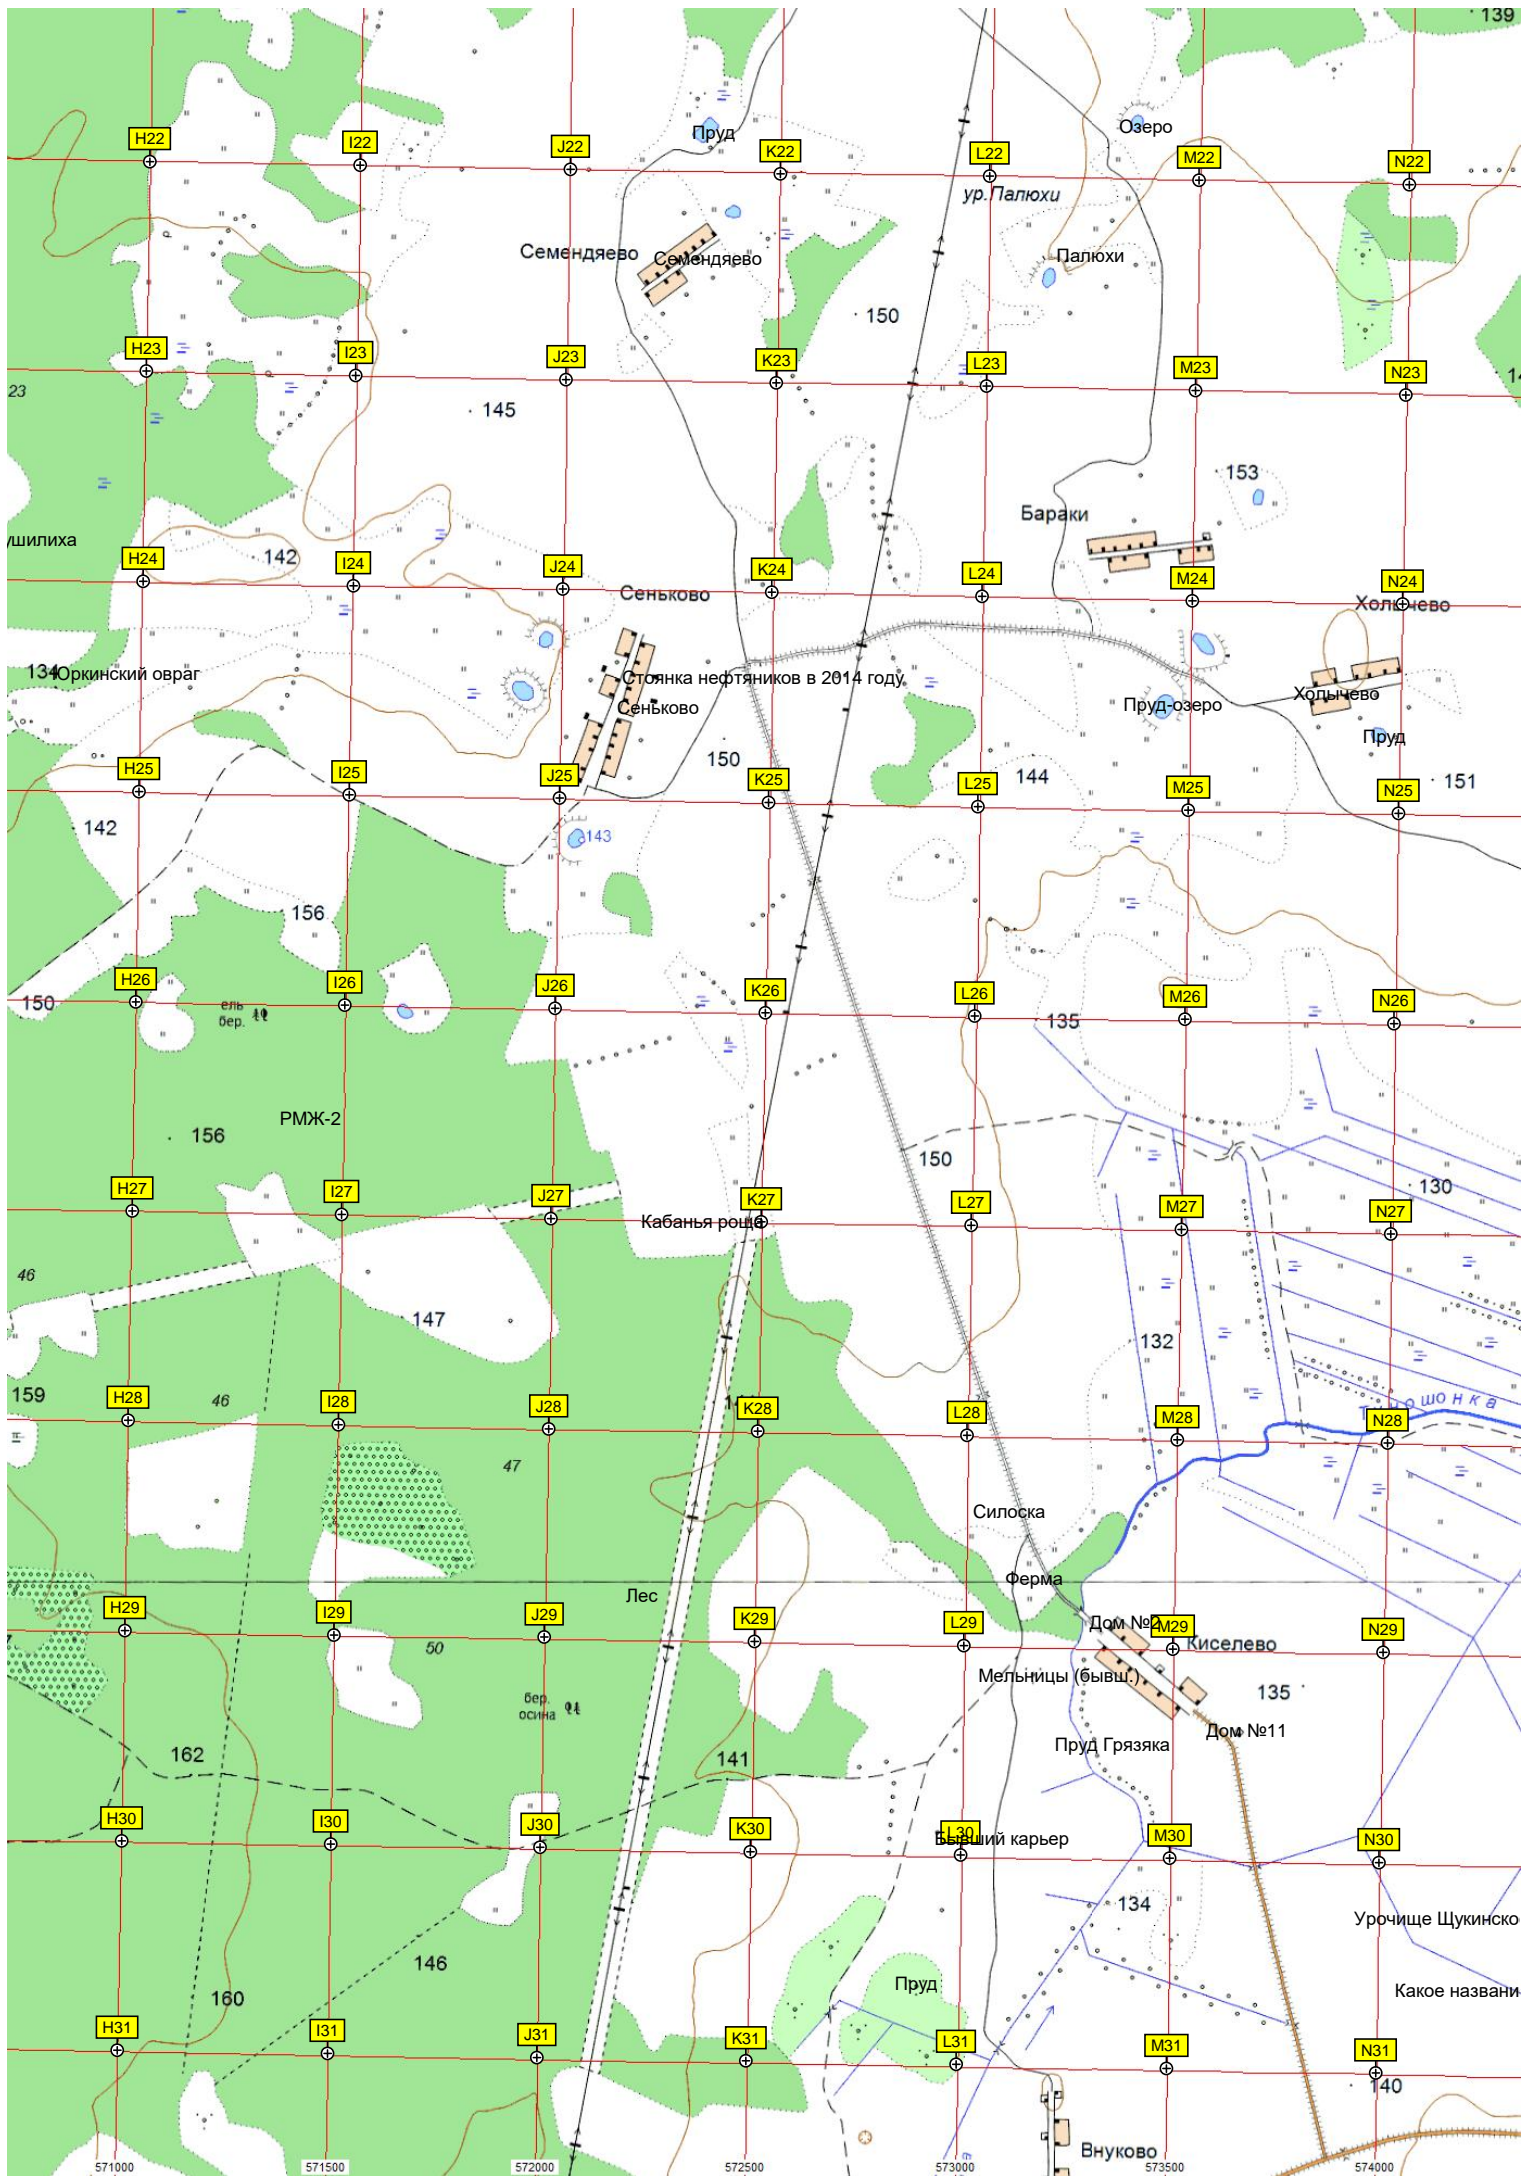 139
Пруд
Озеро
H22
I22
J22
K22
L22
M22
N22
ур. Палюхи
Семендяево
Семендяево
Палюхи
150
H23
I23
J23
K23
L23
M23
N23
23
145
153
Бараки
142
H24
I24
J24
K24
L24
M24
N24
Сеньково
Холычево
134
Юркинский овраг
Стоянка нефтяников в 2014 году
Сеньково
Холычево
Пруд-озеро
Пруд
150
144
151
H25
I25
J25
K25
L25
M25
N25
142
143
156
H26
I26
J26
K26
L26
M26
N26
150
ель
бер.
135
РМЖ-2
156
150
130
H27
I27
J27
K27
L27
M27
N27
Кабанья роща
46
147
132
159
H28
46
I28
J28
K28
L28
M28
N28
47
Силоска
Ферма
Лес
H29
I29
J29
K29
L29
Дом №2
M29
N29
50
Киселево
Мельницы (бывш.)
135
бер.
осина
Дом №11
Пруд Грязяка
162
141
H30
I30
J30
K30
L30
M30
N30
Бывший карьер
134
Урочище Щукинско
146
Пруд
160
Какое названи
H31
I31
J31
K31
L31
M31
N31
140
Внуково
571000
571500
572000
572500
573000
573500
574000